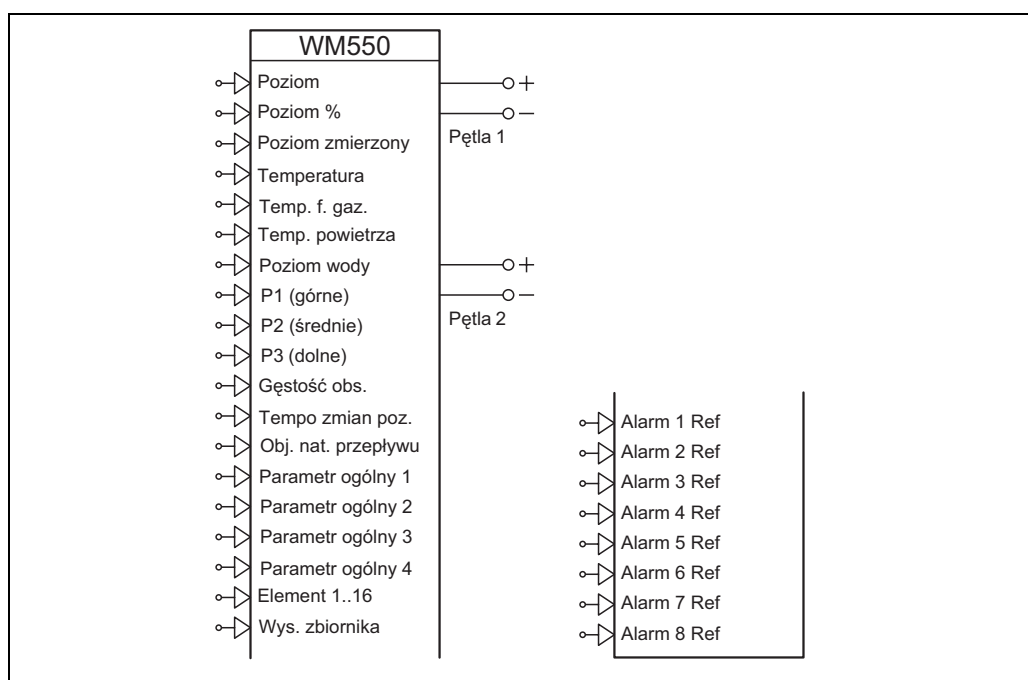 WM550
Poziom
Poziom %
Poziom zmierzony
Temperatura
Temp. f. gaz.
Temp. powietrza
Poziom wody
P1 (górne)
P2 (średnie)
P3 (dolne)
Gęstość obs.
Tempo zmian poz.
Obj. nat. przepływu
Parametr ogólny 1
Parametr ogólny 2
Parametr ogólny 3
Parametr ogólny 4
Element 1..16
Wys. zbiornika
+
−
Pętla 1
+
−
Pętla 2
Alarm 1 Ref
Alarm 2 Ref
Alarm 3 Ref
Alarm 4 Ref
Alarm 5 Ref
Alarm 6 Ref
Alarm 7 Ref
Alarm 8 Ref